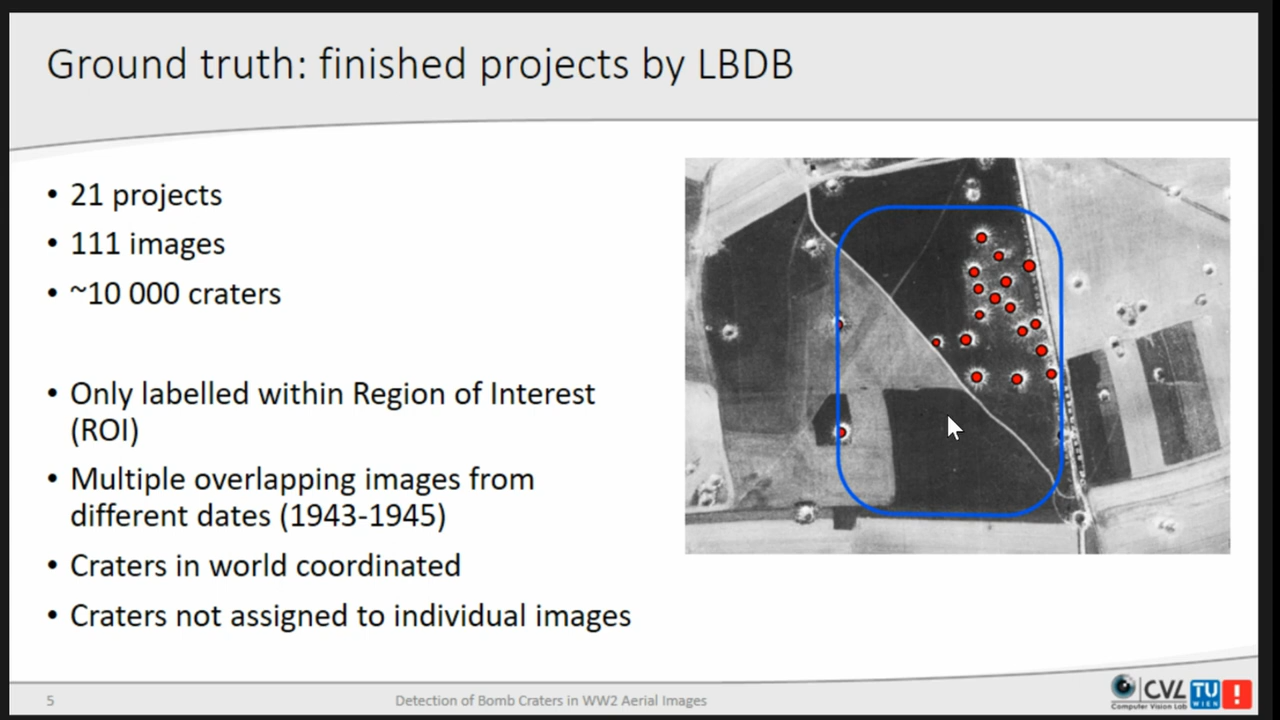 Ground truth: finished projects by LBDB
• 21 projects
• 111 images
• ~10 000 craters
• Only labelled within Region of Interest
(ROI)
• Multiple overlapping images from
different dates (1943-1945)
• Craters in world coordinated
• Craters not assigned to individual images
5
Detection of Bomb Craters in WW2 Aerial Images
CVL
Computer Vision Lab
TU
WIEN
!